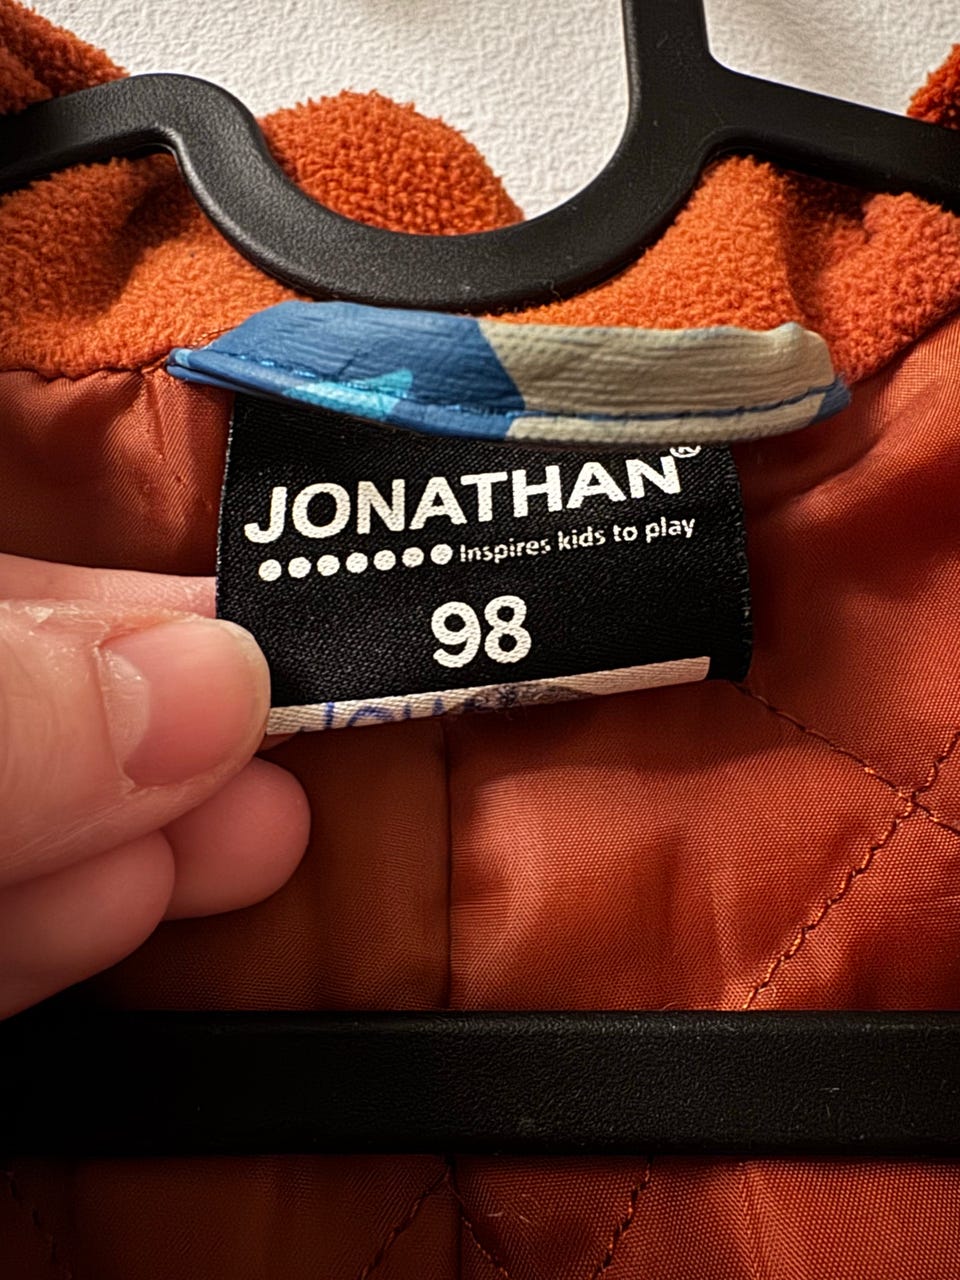 JONATHAN®
Inspires kids to play
98